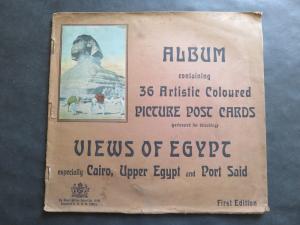 ALBUM
containing
36 Artistic Coloured
PICTURE POST CARDS
VIEWS OF EGYPT
especially Cairo, Upper Egypt and Port Said
First Edition